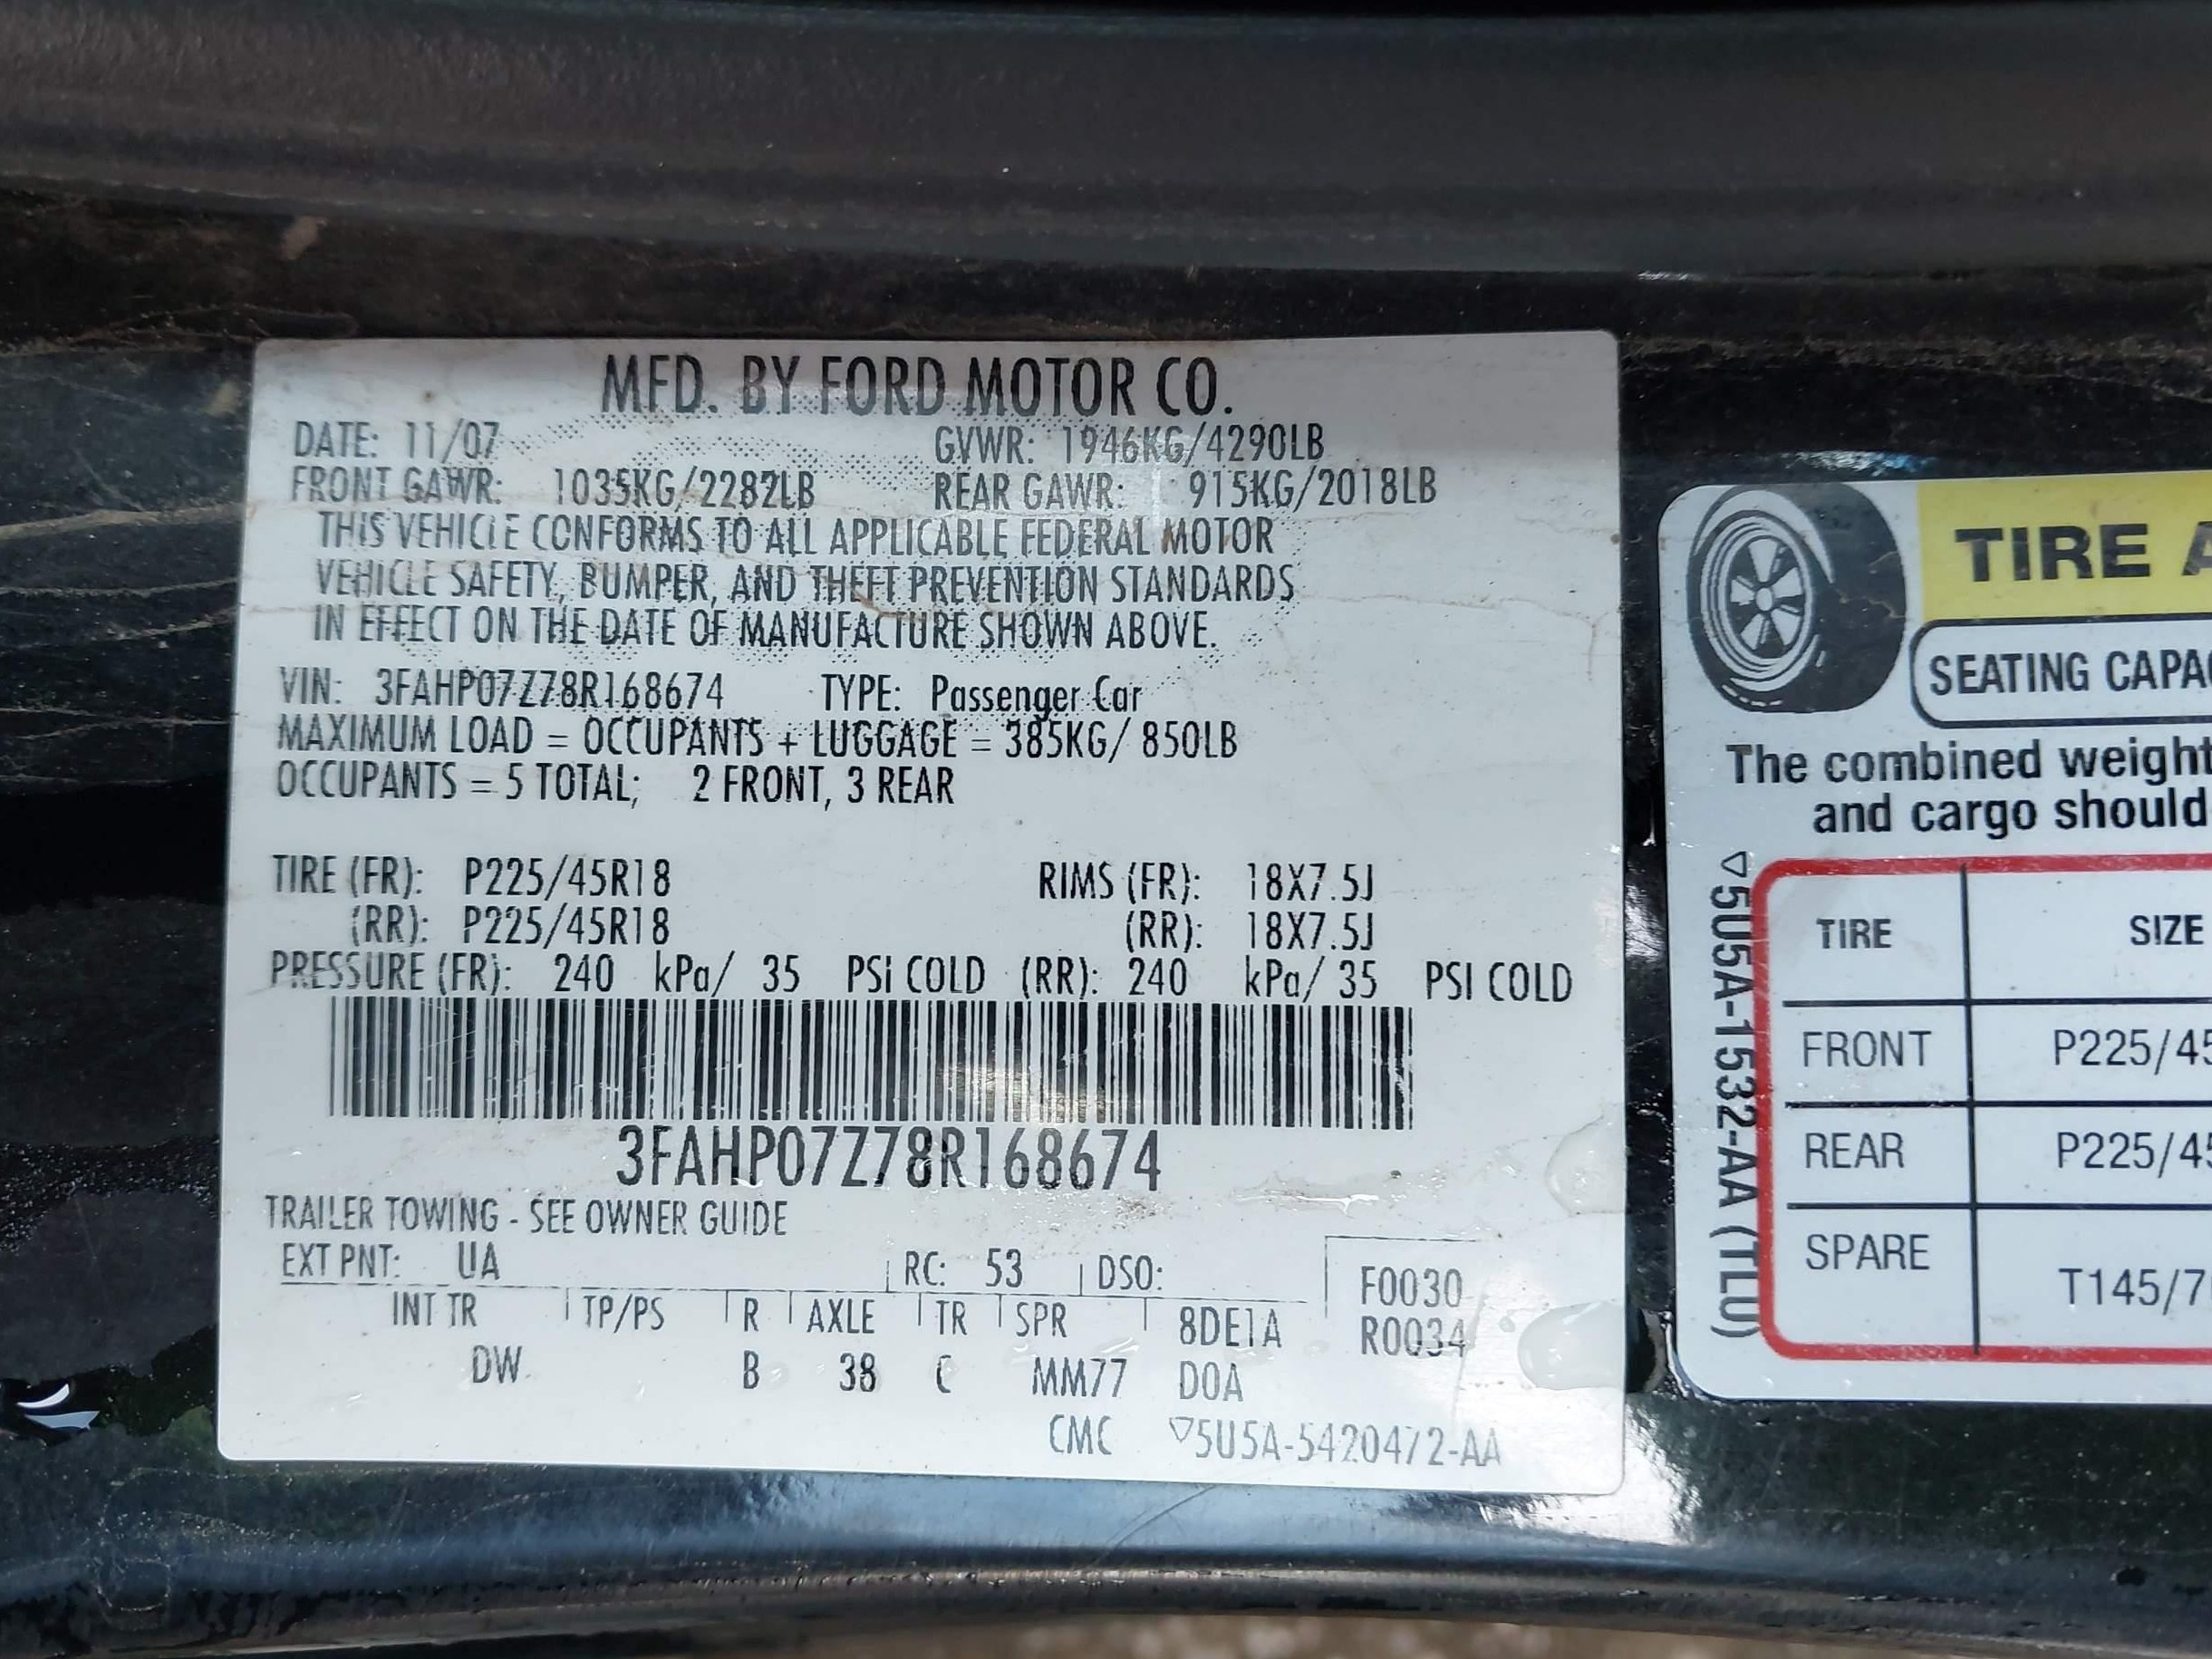 MFD. BY FORD MOTOR CO.
DATE: 11/07 GVWR: 1946KG/4290LB
FRONT GAWR: 1035KG/2282LB REAR GAWR: 915KG/2018LB
THIS VEHICLE CONFORMS TO ALL APPLICABLE FEDERAL MOTOR
VEHICLE SAFETY, BUMPER, AND THEFT PREVENTION STANDARDS
IN EFFECT ON THE DATE OF MANUFACTURE SHOWN ABOVE.
VIN: 3FAHP07Z78R168674 TYPE: Passenger Car
MAXIMUM LOAD = OCCUPANTS + LUGGAGE = 385KG/ 850LB
OCCUPANTS = 5 TOTAL; 2 FRONT, 3 REAR
TIRE (FR): P225/45R18 RIMS (FR): 18X7.5J
(RR): P225/45R18 (RR): 18X7.5J
PRESSURE (FR): 240 kPa/ 35 PSI COLD (RR): 240 kPa/ 35 PSI COLD
3FAHP07Z78R168674
TRAILER TOWING - SEE OWNER GUIDE
EXT PNT: UA RC: 53 DSO: F0030
INT TR TP/PS R AXLE TR SPR 8DE1A R0034
DW B 38 C MM77 D0A
CMC ▽5U5A-5420472-AA
TIRE A
SEATING CAPA
The combined weight
and cargo should
▽5U5A-1532-AA (TLU)
TIRE SIZE
FRONT P225/45
REAR P225/45
SPARE T145/7